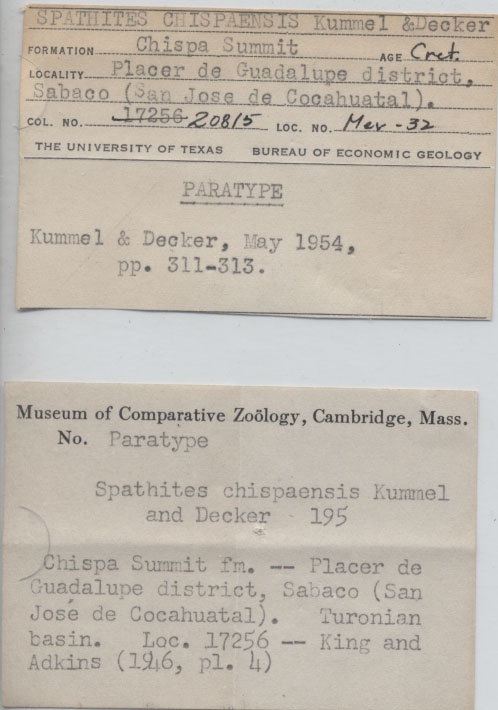 SPATHITES CHISPAENSIS Kummel &Decker
FORMATION Chispa Summit AGE Cret.
LOCALITY Placer de Guadalupe district,
Sabaco (San Jose de Cocahuatal).
COL. NO. 17256 20815 LOC. NO. Mex-32
THE UNIVERSITY OF TEXAS BUREAU OF ECONOMIC GEOLOGY
PARATYPE
Kummel & Decker, May 1954,
pp. 311-313.
Museum of Comparative Zoölogy, Cambridge, Mass.
No. Paratype
Spathites chispaensis Kummel
and Decker 195
Chispa Summit fm. -- Placer de
Guadalupe district, Sabaco (San
José de Cocahuatal). Turonian
basin. Loc. 17256 -- King and
Adkins (1946, pl. 4)